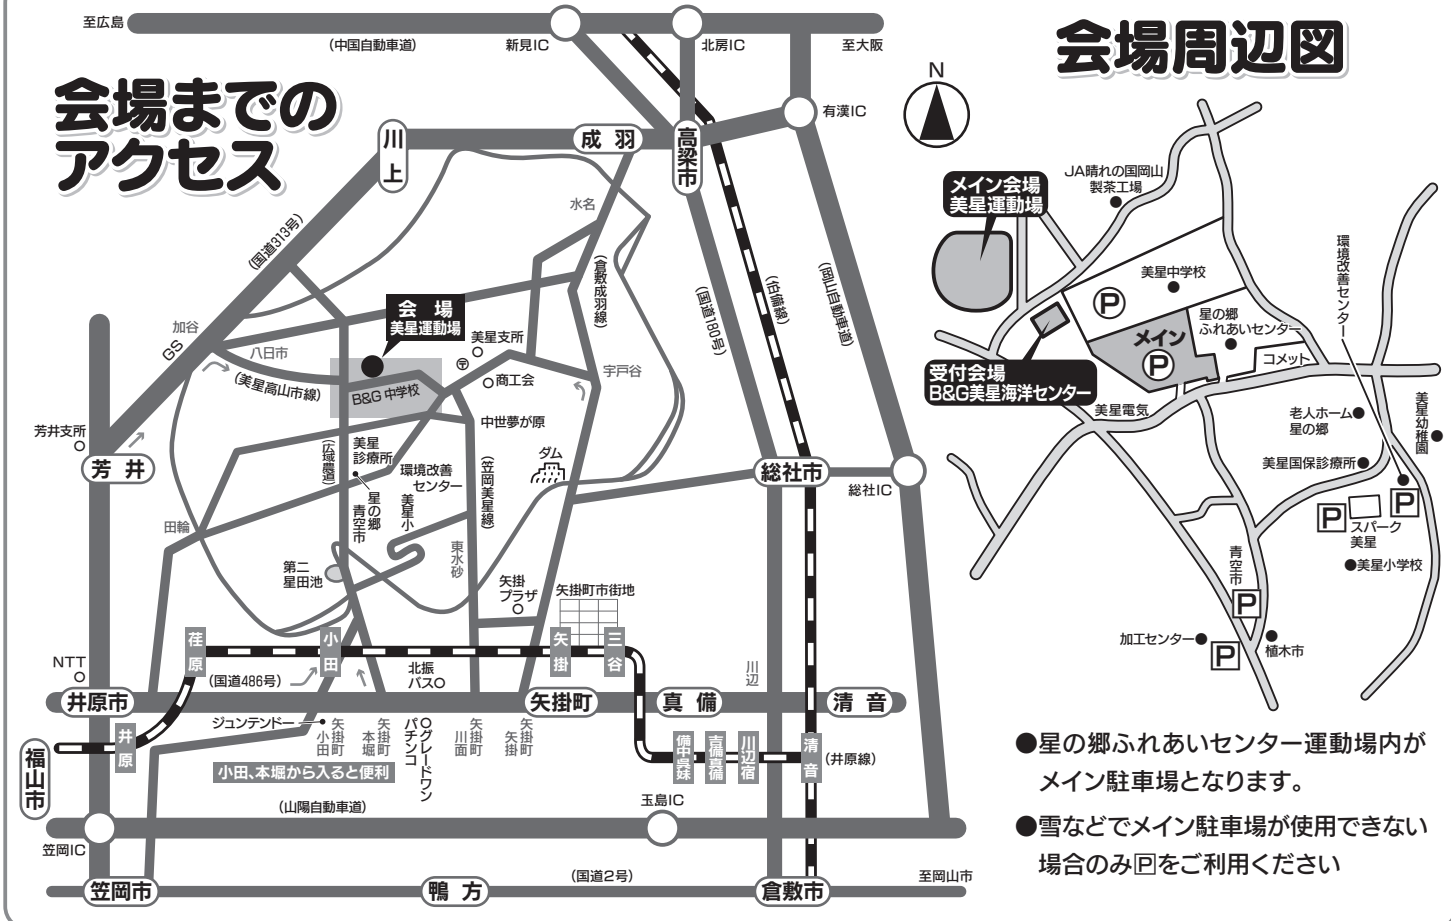 会場までの
アクセス
至広島
(中国自動車道)
新見IC
北房IC
至大阪
有漢IC
川上
成羽
高梁市
(国道313号)
水名
(倉敷成羽線)
(国道180号)
(伯備線)
(岡山自動車道)
加谷
GS
八日市
(美星高山市線)
会場
美星運動場
美星支所
〒
商工会
B&G
中学校
宇戸谷
中世夢が原
芳井支所
芳井
(広域農道)
美星
診療所
環境改善
センター
(笠岡美星線)
ダム
総社市
総社IC
星の郷
青空市
美星小
田輪
東水砂
第二
星田池
矢掛
プラザ
矢掛町市街地
荏原
小田
矢掛
三谷
NTT
(国道486号)
北振
バス
川辺
井原市
矢掛町
真備
清音
ジュンテンドー
矢掛町
小田
矢掛町
本堀
グレードワン
パチンコ
矢掛町
川面
矢掛町
矢掛
福山市
井原
備中呉妹
吉備真備
川辺宿
清音
(井原線)
小田、本堀から入ると便利
(山陽自動車道)
玉島IC
笠岡IC
笠岡市
鴨方
(国道2号)
倉敷市
至岡山市
会場周辺図
N
メイン会場
美星運動場
JA晴れの国岡山
製茶工場
環境改善センター
美星中学校
P
星の郷
ふれあいセンター
メイン
P
コメット
受付会場
B&G美星海洋センター
美星電気
老人ホーム
星の郷
美星幼稚園
美星国保診療所
P
P
スパーク
美星
美星小学校
青空市
P
加工センター
P
植木市
●星の郷ふれあいセンター運動場内が
メイン駐車場となります。
●雪などでメイン駐車場が使用できない
場合のみPをご利用ください